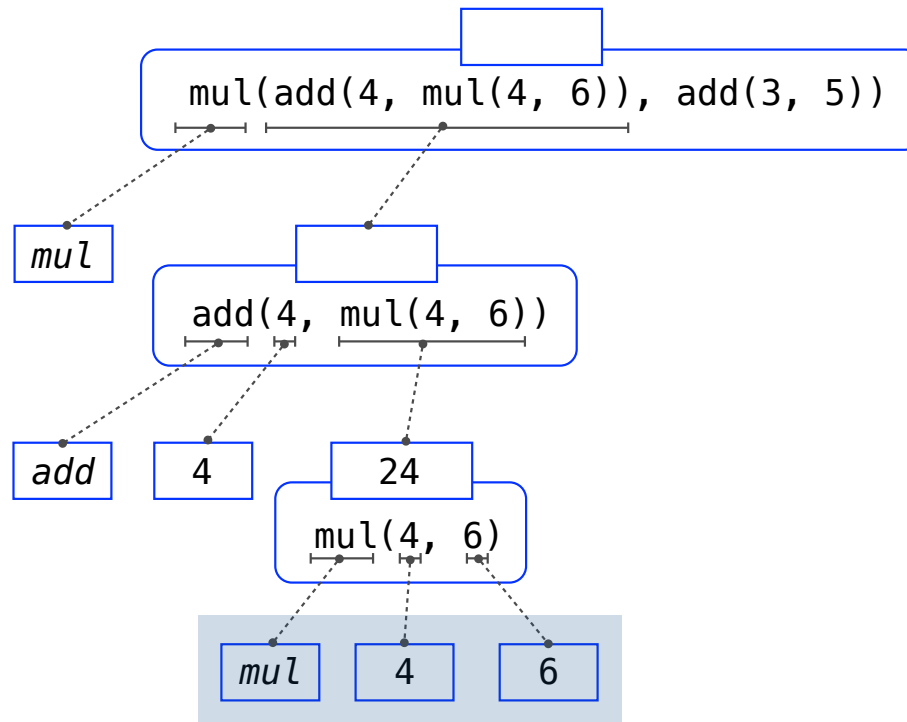 mul(add(4, mul(4, 6)), add(3, 5))
mul
add(4, mul(4, 6))
add 4 24
mul(4, 6)
mul 4 6